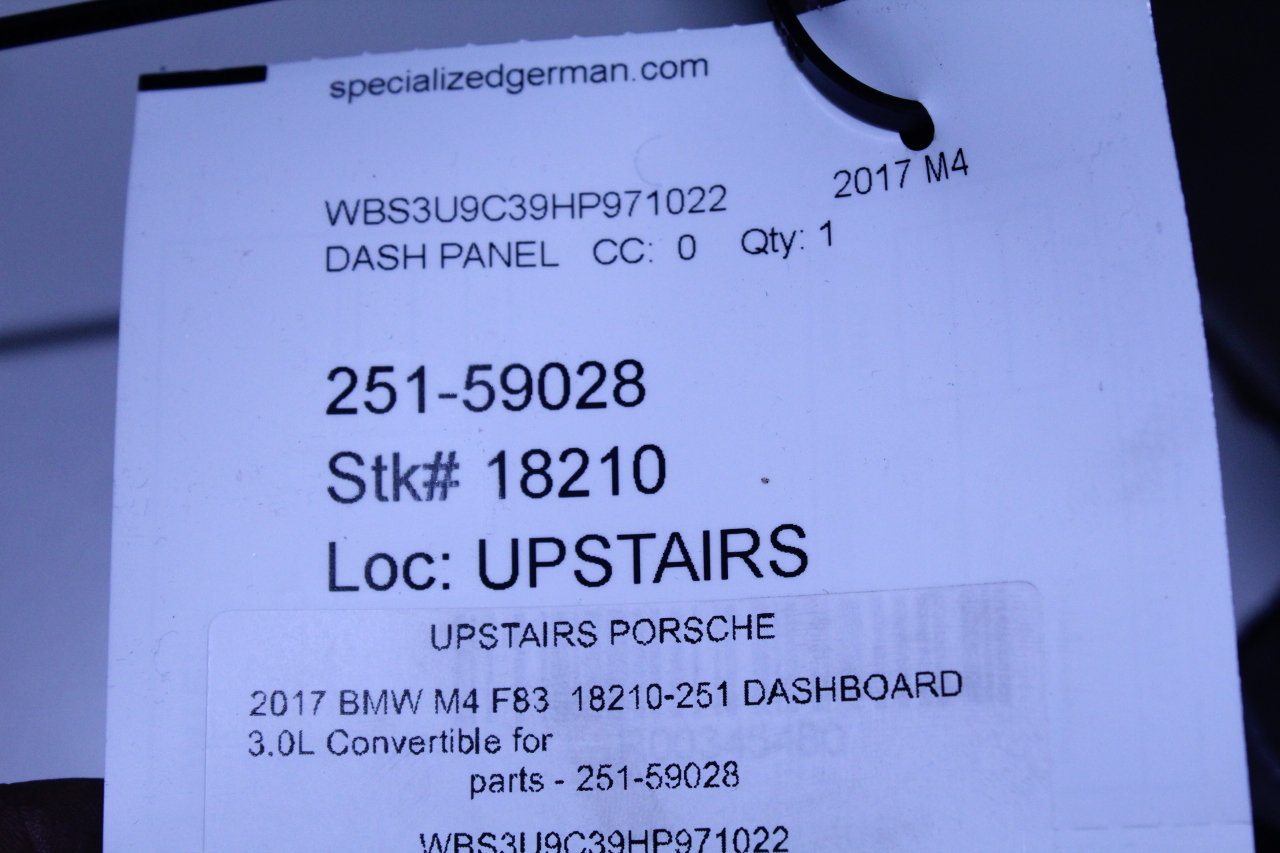 specializedgerman.com
WBS3U9C39HP971022 2017 M4
DASH PANEL CC: 0 Qty: 1
251-59028
Stk# 18210
Loc: UPSTAIRS
UPSTAIRS PORSCHE
2017 BMW M4 F83 18210-251 DASHBOARD
3.0L Convertible for
parts - 251-59028
WBS3U9C39HP971022